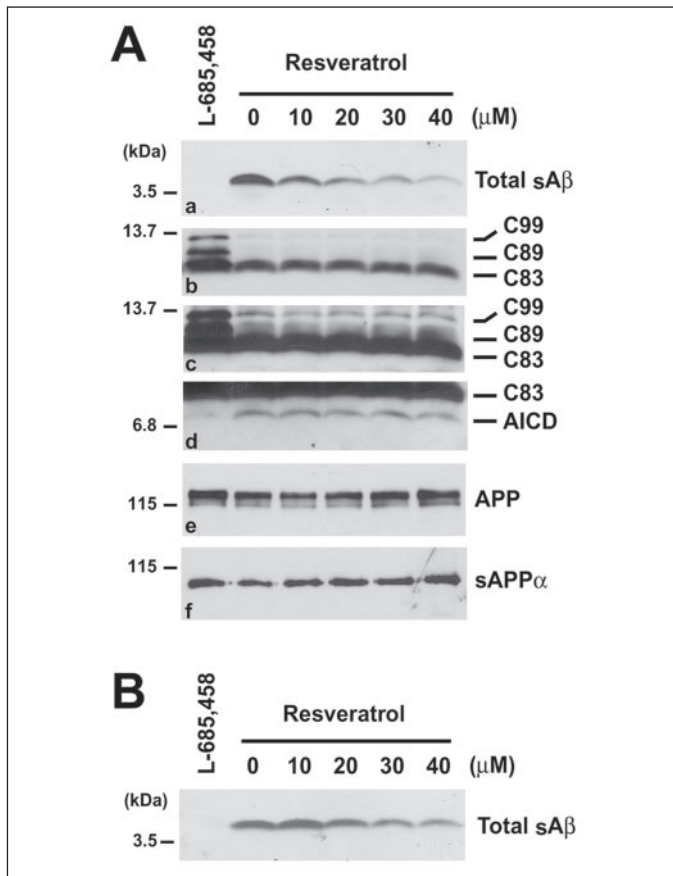 A
L-685,458
Resveratrol
0 10 20 30 40 (μM)
(kDa)
3.5
a
Total sAβ
13.7
b
C99
C89
C83
13.7
c
C99
C89
C83
6.8
d
C83
AICD
115
e
APP
115
f
sAPPα
B
L-685,458
Resveratrol
0 10 20 30 40 (μM)
(kDa)
3.5
Total sAβ